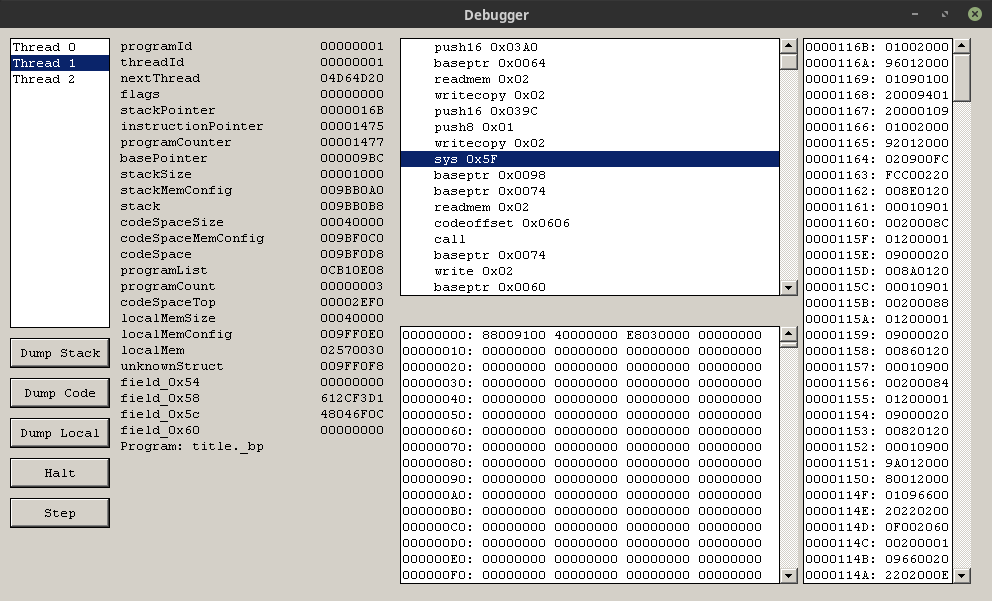 Debugger
Thread 0
Thread 1
Thread 2
Dump Stack
Dump Code
Dump Local
Halt
Step
programId 00000001
threadId 00000001
nextThread 04D64D20
flags 00000000
stackPointer 0000016B
instructionPointer 00001475
programCounter 00001477
basePointer 000009BC
stackSize 00001000
stackMemConfig 009BB0A0
stack 009BB0B8
codeSpaceSize 00040000
codeSpaceMemConfig 009BF0C0
codeSpace 009BF0D8
programList 0CB10E08
programCount 00000003
codeSpaceTop 00002EF0
localMemSize 00040000
localMemConfig 009FF0E0
localMem 02570030
unknownStruct 009FF0F8
field_0x54 00000000
field_0x58 612CF3D1
field_0x5c 48046F0C
field_0x60 00000000
Program: title._bp
push16 0x03A0
baseptr 0x0064
readmem 0x02
writecopy 0x02
push16 0x039C
push8 0x01
writecopy 0x02
sys 0x5F
baseptr 0x0098
baseptr 0x0074
readmem 0x02
codeoffset 0x0606
call
baseptr 0x0074
write 0x02
baseptr 0x0060
00000000: 88009100 40000000 E8030000 00000000
00000010: 00000000 00000000 00000000 00000000
00000020: 00000000 00000000 00000000 00000000
00000030: 00000000 00000000 00000000 00000000
00000040: 00000000 00000000 00000000 00000000
00000050: 00000000 00000000 00000000 00000000
00000060: 00000000 00000000 00000000 00000000
00000070: 00000000 00000000 00000000 00000000
00000080: 00000000 00000000 00000000 00000000
00000090: 00000000 00000000 00000000 00000000
000000A0: 00000000 00000000 00000000 00000000
000000B0: 00000000 00000000 00000000 00000000
000000C0: 00000000 00000000 00000000 00000000
000000D0: 00000000 00000000 00000000 00000000
000000E0: 00000000 00000000 00000000 00000000
000000F0: 00000000 00000000 00000000 00000000
0000116B: 01002000
0000116A: 96012000
00001169: 01090100
00001168: 20009401
00001167: 20000109
00001166: 01002000
00001165: 92012000
00001164: 020900FC
00001163: FCC00220
00001162: 008E0120
00001161: 00010901
00001160: 0020008C
0000115F: 01200001
0000115E: 09000020
0000115D: 008A0120
0000115C: 00010901
0000115B: 00200088
0000115A: 01200001
00001159: 09000020
00001158: 00860120
00001157: 00010900
00001156: 00200084
00001155: 01200001
00001154: 09000020
00001153: 00820120
00001152: 00010900
00001151: 9A012000
00001150: 80012000
0000114F: 01096600
0000114E: 20220200
0000114D: 0F002060
0000114C: 00200001
0000114B: 09660020
0000114A: 2202000E